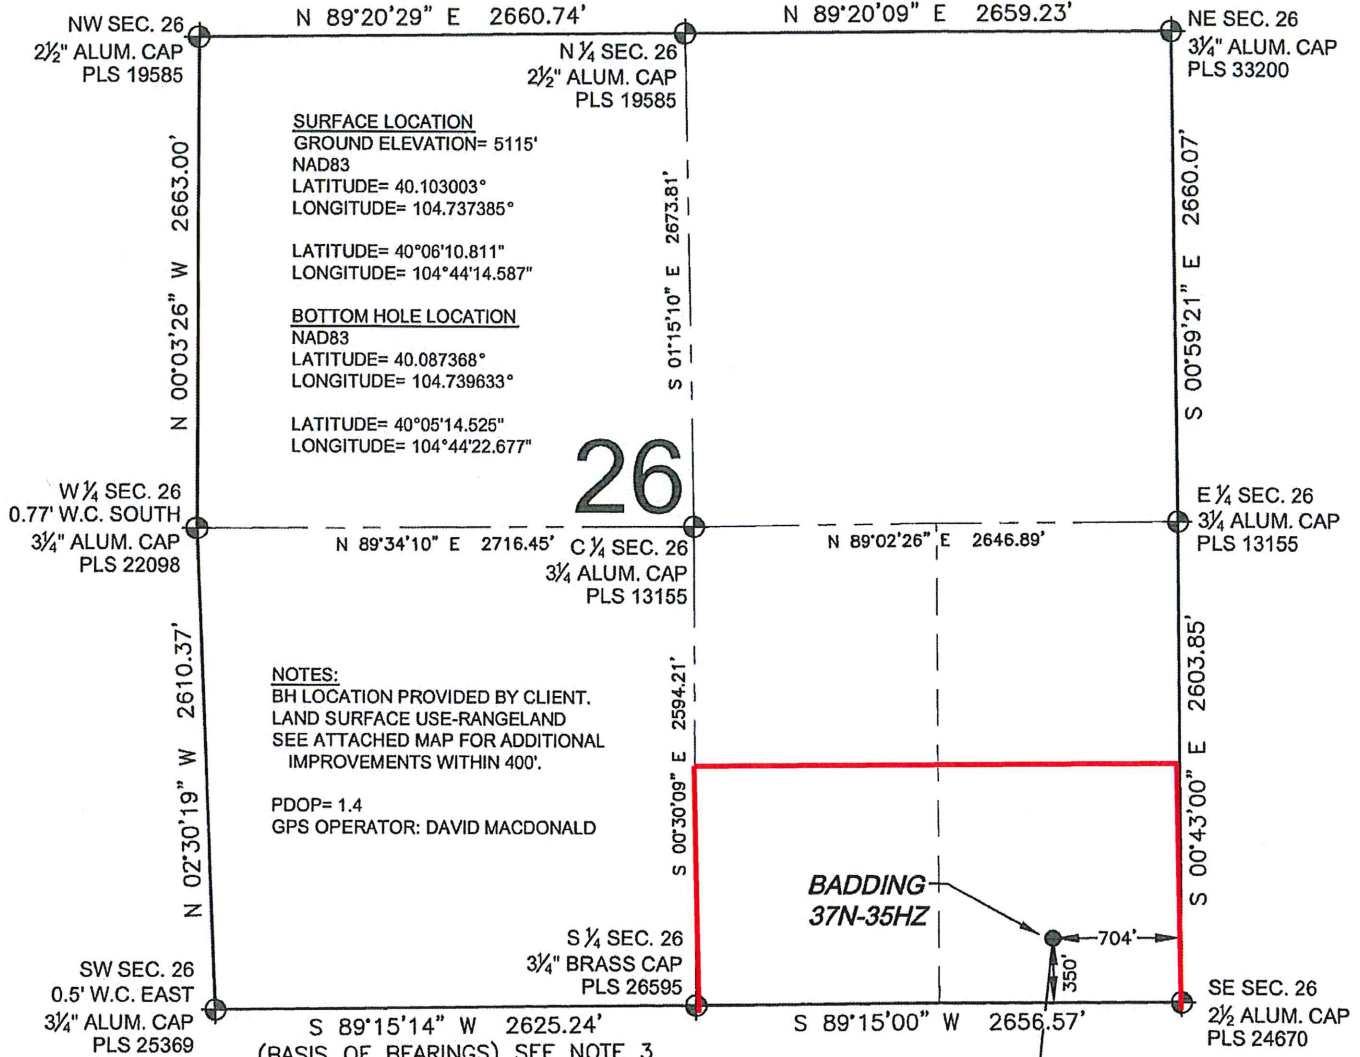 N 89°20'29" E 2660.74'
N 89°20'09" E 2659.23'
NW SEC. 26
2½" ALUM. CAP
PLS 19585
N ¼ SEC. 26
2½" ALUM. CAP
PLS 19585
NE SEC. 26
3¼" ALUM. CAP
PLS 33200
SURFACE LOCATION
GROUND ELEVATION= 5115'
NAD83
LATITUDE= 40.103003°
LONGITUDE= 104.737385°
LATITUDE= 40°06'10.811"
LONGITUDE= 104°44'14.587"
BOTTOM HOLE LOCATION
NAD83
LATITUDE= 40.087368°
LONGITUDE= 104.739633°
LATITUDE= 40°05'14.525"
LONGITUDE= 104°44'22.677"
N 00°03'26" W 2663.00'
S 01°15'10" E 2673.81'
S 00°59'21" E 2660.07'
26
W ¼ SEC. 26
0.77' W.C. SOUTH
3¼" ALUM. CAP
PLS 22098
N 89°34'10" E 2716.45'
C ¼ SEC. 26
3¼ ALUM. CAP
PLS 13155
N 89°02'26" E 2646.89'
E ¼ SEC. 26
3¼ ALUM. CAP
PLS 13155
NOTES:
BH LOCATION PROVIDED BY CLIENT.
LAND SURFACE USE-RANGELAND
SEE ATTACHED MAP FOR ADDITIONAL
IMPROVEMENTS WITHIN 400'.
PDOP= 1.4
GPS OPERATOR: DAVID MACDONALD
N 02°30'19" W 2610.37'
S 00°30'09" E 2594.21'
S 00°43'00" E 2603.85'
BADDING
37N-35HZ
704'
350'
S ¼ SEC. 26
3¼" BRASS CAP
PLS 26595
SW SEC. 26
0.5' W.C. EAST
3¼" ALUM. CAP
PLS 25369
SE SEC. 26
2½ ALUM. CAP
PLS 24670
S 89°15'14" W 2625.24'
(BASIS OF BEARINGS) SEE NOTE 3
S 89°15'00" W 2656.57'